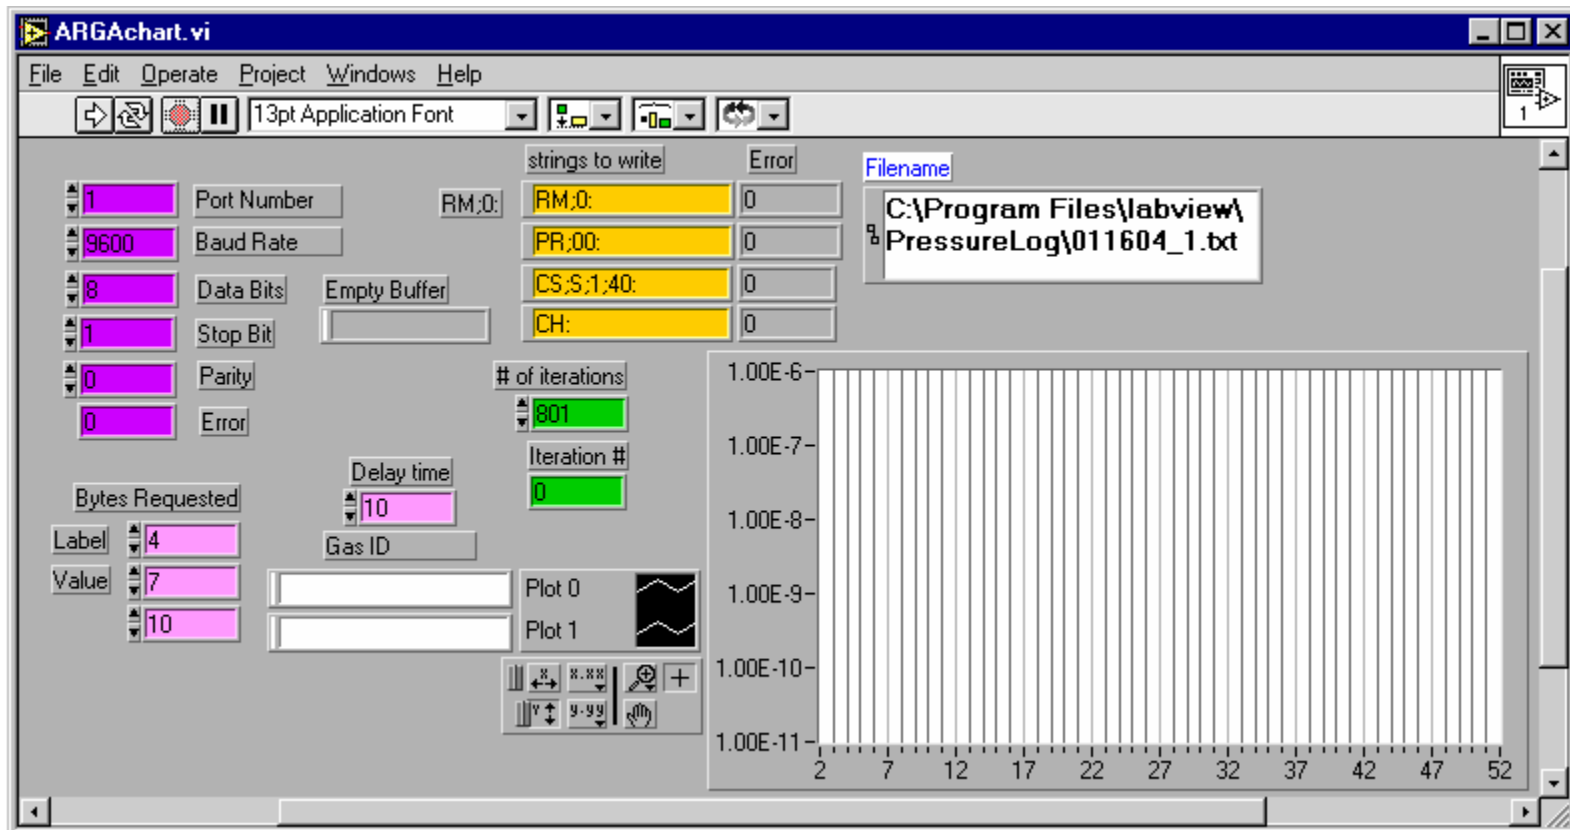 ARGAchart.vi
File Edit Operate Project Windows Help
13pt Application Font
1
strings to write Error Filename
1 Port Number RM;0: RM;0: 0 C:\Program Files\labview\
9600 Baud Rate PR;00: 0 PressureLog\011604_1.txt
8 Data Bits Empty Buffer CS;S;1;40: 0
1 Stop Bit CH: 0
0 Parity # of iterations 1.00E-6
0 Error 801
Iteration # 1.00E-7
Delay time 0
Bytes Requested 10 1.00E-8
Label 4 Gas ID
Value 7 Plot 0 1.00E-9
10 Plot 1
x.xx 1.00E-10
y.yy
1.00E-11
2 7 12 17 22 27 32 37 42 47 52